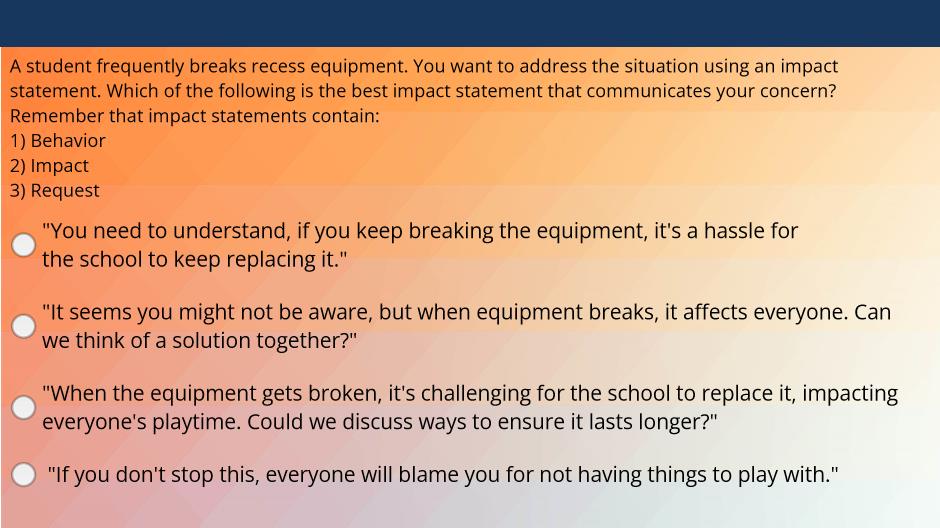 A student frequently breaks recess equipment. You want to address the situation using an impact
statement. Which of the following is the best impact statement that communicates your concern?
Remember that impact statements contain:
1) Behavior
2) Impact
3) Request
"You need to understand, if you keep breaking the equipment, it's a hassle for
the school to keep replacing it."
"It seems you might not be aware, but when equipment breaks, it affects everyone. Can
we think of a solution together?"
"When the equipment gets broken, it's challenging for the school to replace it, impacting
everyone's playtime. Could we discuss ways to ensure it lasts longer?"
"If you don't stop this, everyone will blame you for not having things to play with."